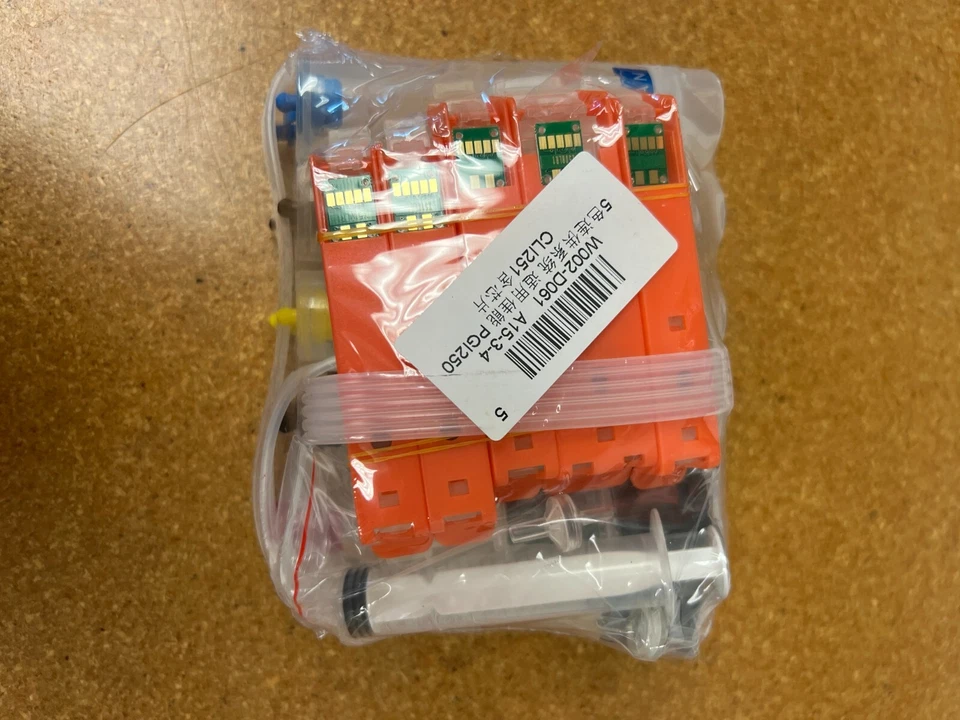 W002-D061 A15-3-4
5色连供系统 适用佳能 PGI250
CLI251 含芯片
5
N